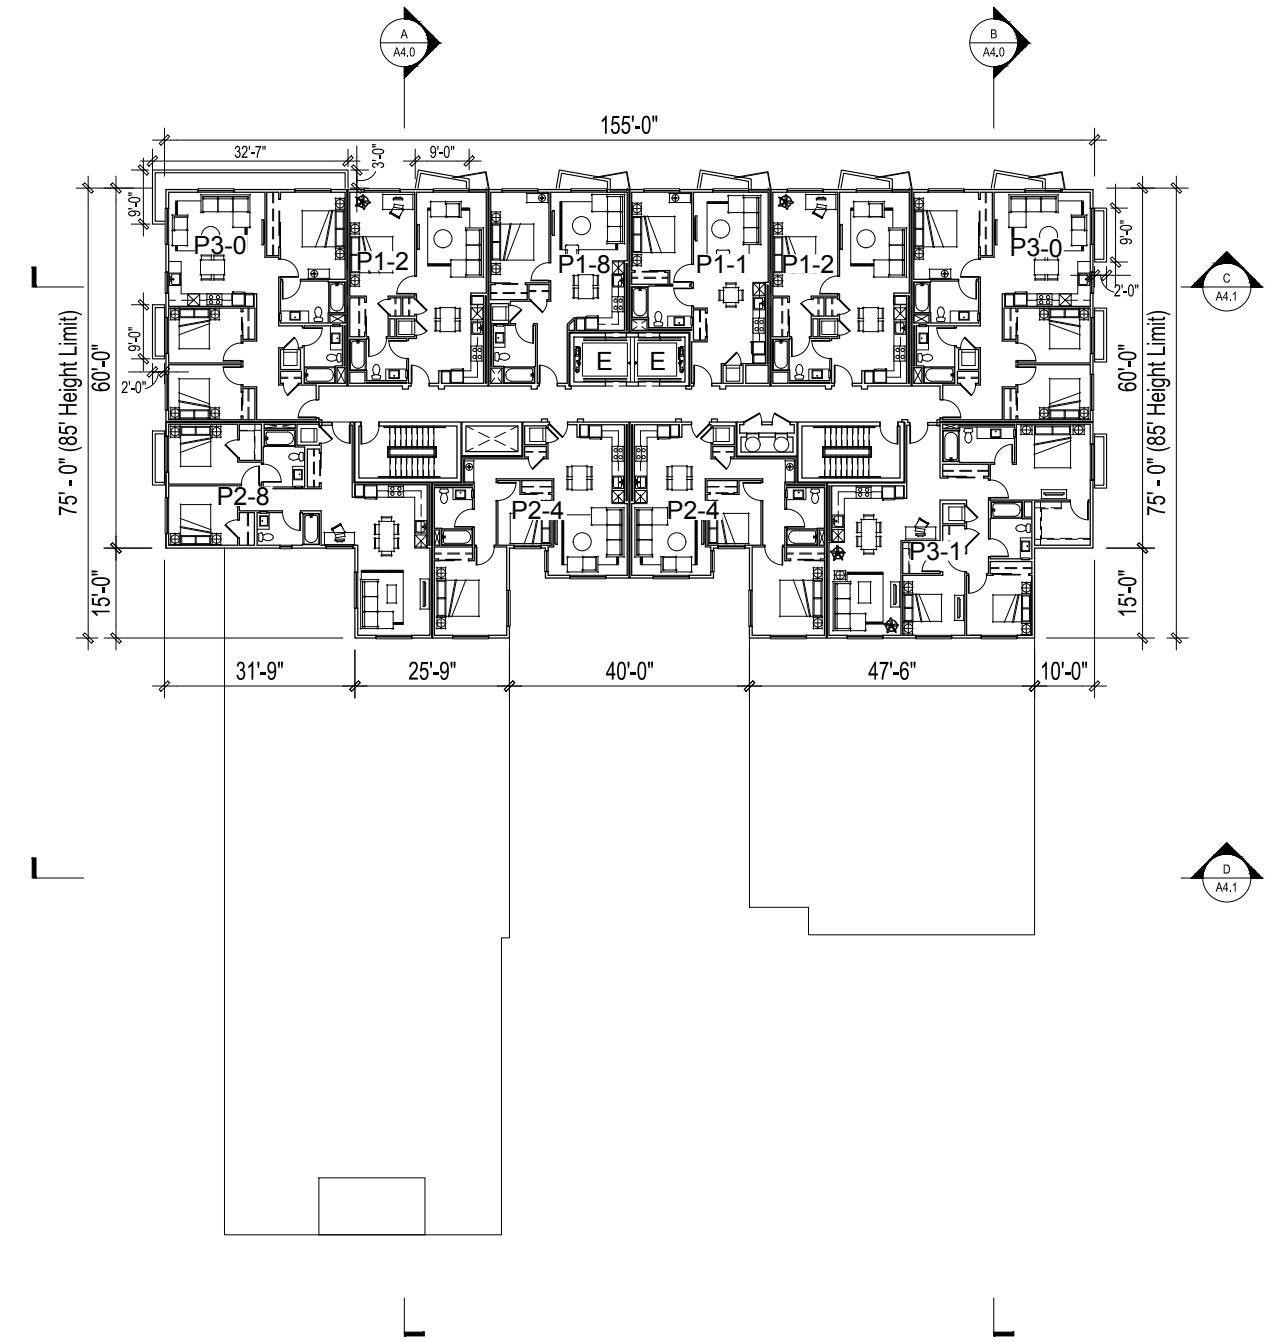 A
A4.0
B
A4.0
155'-0"
32'-7"
3'-0"
9'-0"
9'-0"
9'-0"
P3-0
P1-2
P1-8
P1-1
P1-2
P3-0
C
A4.1
2'-0"
9'-0"
2'-0"
60'-0"
75' - 0" (85' Height Limit)
E
E
60'-0"
75' - 0" (85' Height Limit)
P2-8
P2-4
P2-4
P3-1
15'-0"
15'-0"
31'-9"
25'-9"
40'-0"
47'-6"
10'-0"
D
A4.1